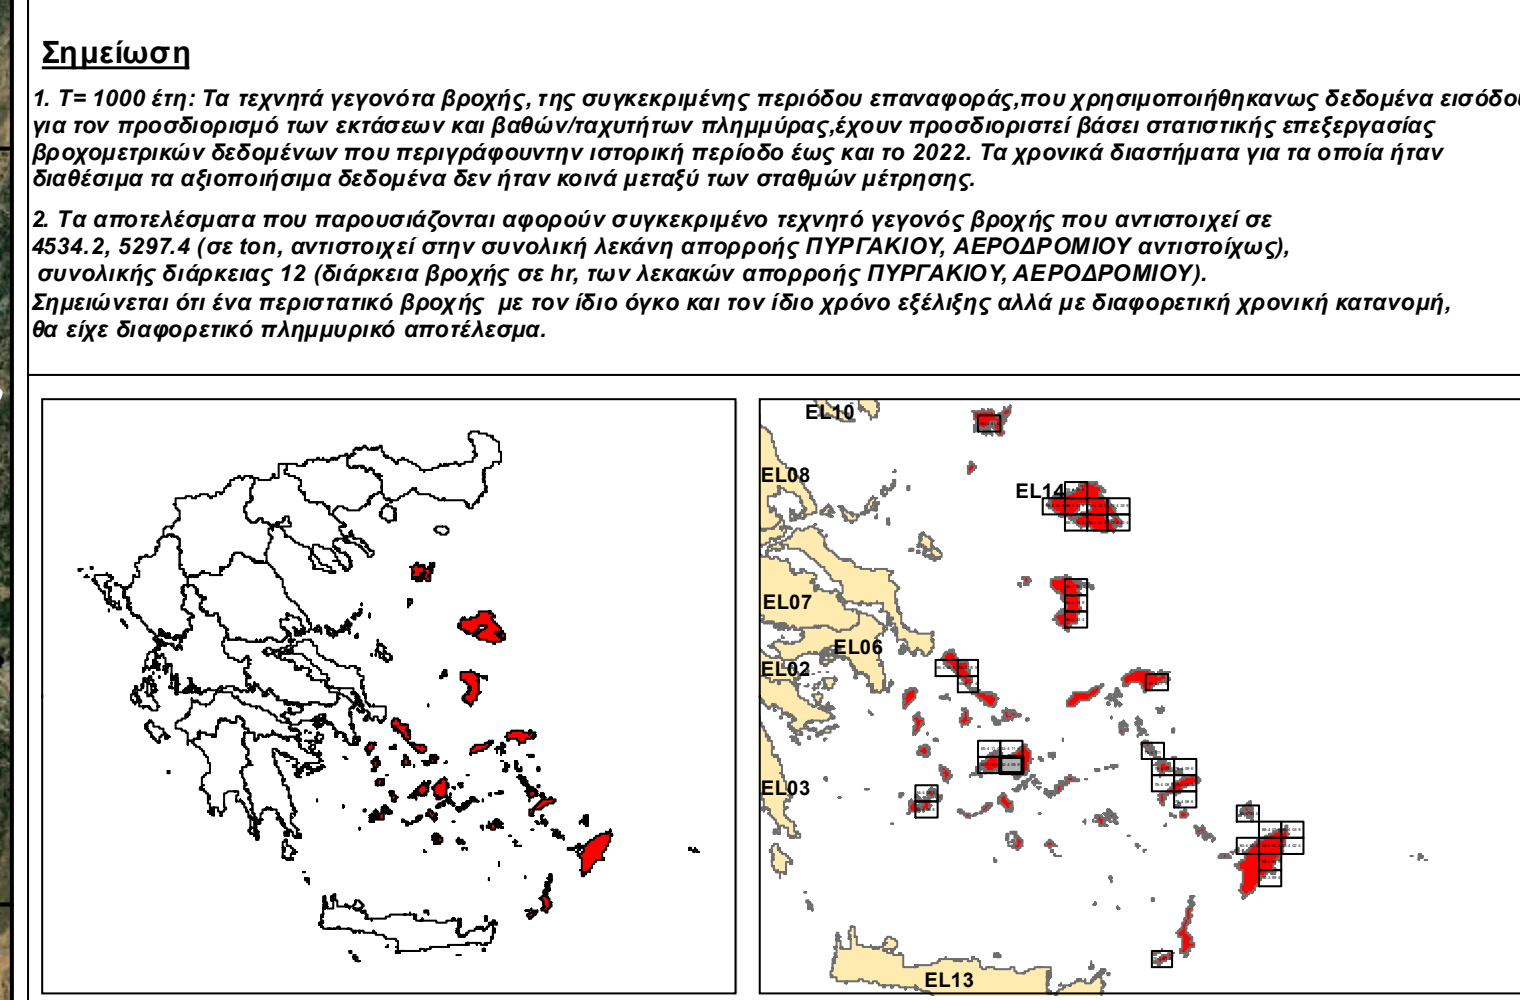 Σημείωση
1. Τ= 1000 έτη: Τα τεχνητά γεγονότα βροχής, της συγκεκριμένης περιόδου επαναφοράς,που χρησιμοποιήθηκανως δεδομένα εισόδου
για τον προσδιορισμό των εκτάσεων και βαθών/ταχυτήτων πλημμύρας,έχουν προσδιοριστεί βάσει στατιστικής επεξεργασίας
βροχομετρικών δεδομένων που περιγράφουντην ιστορική περίοδο έως και το 2022. Τα χρονικά διαστήματα για τα οποία ήταν
διαθέσιμα τα αξιοποιήσιμα δεδομένα δεν ήταν κοινά μεταξύ των σταθμών μέτρησης.
2. Τα αποτελέσματα που παρουσιάζονται αφορούν συγκεκριμένο τεχνητό γεγονός βροχής που αντιστοιχεί σε
4534.2, 5297.4 (σε ton, αντιστοιχεί στην συνολική λεκάνη απορροής ΠΥΡΓΑΚΙΟΥ, ΑΕΡΟΔΡΟΜΙΟΥ αντιστοίχως),
συνολικής διάρκειας 12 (διάρκεια βροχής σε hr, των λεκακών απορροής ΠΥΡΓΑΚΙΟΥ, ΑΕΡΟΔΡΟΜΙΟΥ).
Σημειώνεται ότι ένα περιστατικό βροχής με τον ίδιο όγκο και τον ίδιο χρόνο εξέλιξης αλλά με διαφορετική χρονική κατανομή,
θα είχε διαφορετικό πλημμυρικό αποτέλεσμα.
EL10
EL08
EL14
EL07
EL06
EL02
EL03
EL13